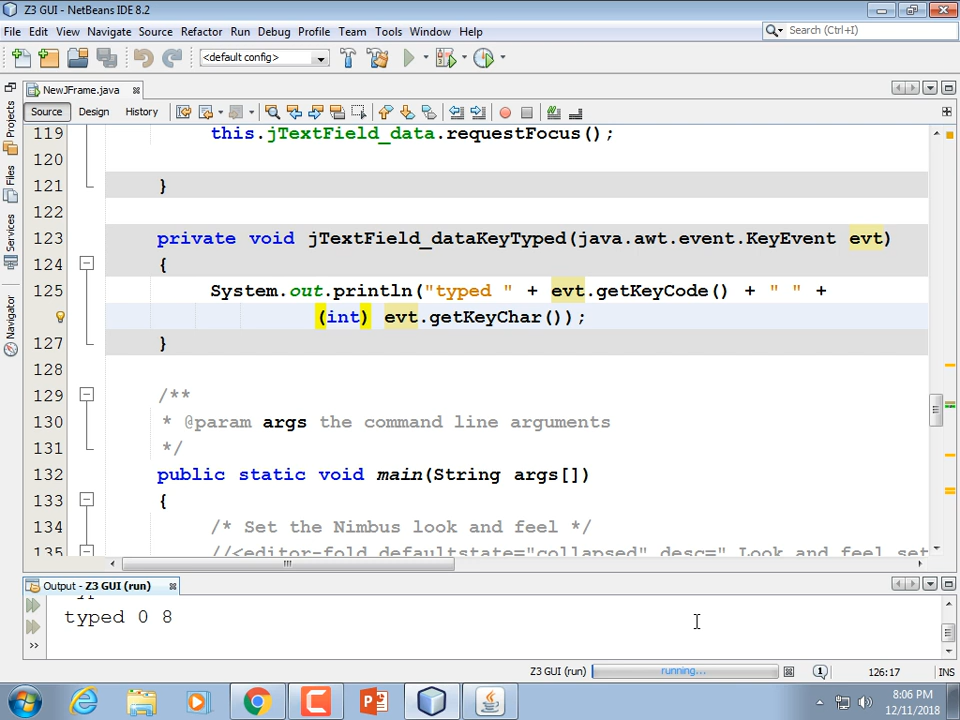 Z3 GUI - NetBeans IDE 8.2
File Edit View Navigate Source Refactor Run Debug Profile Team Tools Window Help
Search (Ctrl+I)
<default config>
NewJFrame.java
Source Design History
Projects
Files
Services
Navigator
119 this.jTextField_data.requestFocus();
120
121 }
122
123 private void jTextField_dataKeyTyped(java.awt.event.KeyEvent evt)
124 {
125 System.out.println("typed " + evt.getKeyCode() + " " +
(int) evt.getKeyChar());
127 }
128
129 /**
130 * @param args the command line arguments
131 */
132 public static void main(String args[])
133 {
134 /* Set the Nimbus look and feel */
135 //<editor-fold defaultstate="collapsed" desc=" Look and feel set
Output - Z3 GUI (run)
typed 0 8
Z3 GUI (run) running...
1
126:17 INS
8:06 PM
12/11/2018